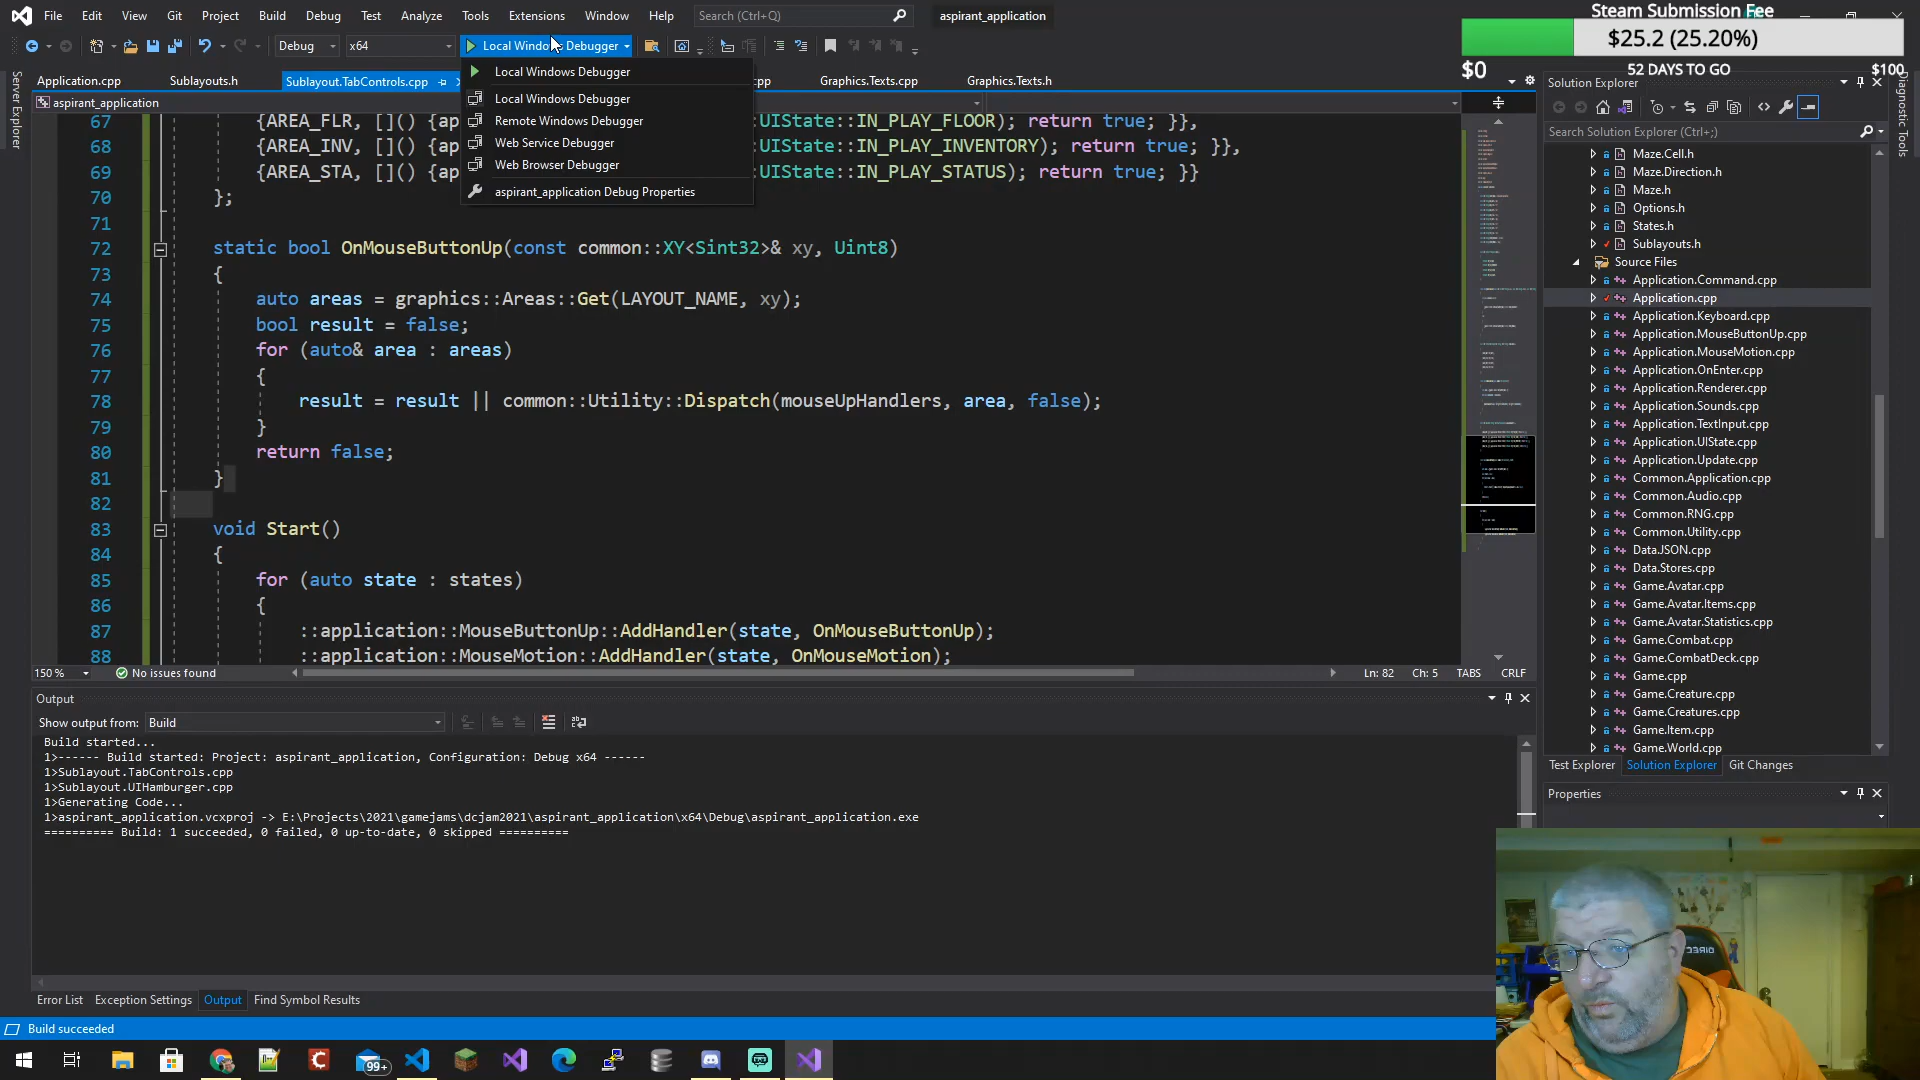 File Edit View Git Project Build Debug Test Analyze Tools Extensions Window Help Search (Ctrl+Q) aspirant_application
Steam Submission Fee
$25.2 (25.20%)
$0 52 DAYS TO GO $100
Debug x64 Local Windows Debugger
Application.cpp Sublayouts.h Sublayout.TabControls.cpp Graphics.Texts.cpp Graphics.Texts.h
aspirant_application
Local Windows Debugger
Local Windows Debugger
Remote Windows Debugger
Web Service Debugger
Web Browser Debugger
aspirant_application Debug Properties
Server Explorer
67 {AREA_FLR, []() {ap :UIState::IN_PLAY_FLOOR); return true; }},
68 {AREA_INV, []() {ap :UIState::IN_PLAY_INVENTORY); return true; }},
69 {AREA_STA, []() {ap :UIState::IN_PLAY_STATUS); return true; }}
70 };
71
72 static bool OnMouseButtonUp(const common::XY<Sint32>& xy, Uint8)
73 {
74 auto areas = graphics::Areas::Get(LAYOUT_NAME, xy);
75 bool result = false;
76 for (auto& area : areas)
77 {
78 result = result || common::Utility::Dispatch(mouseUpHandlers, area, false);
79 }
80 return false;
81 }
82
83 void Start()
84 {
85 for (auto state : states)
86 {
87 ::application::MouseButtonUp::AddHandler(state, OnMouseButtonUp);
88 ::application::MouseMotion::AddHandler(state, OnMouseMotion);
150 % No issues found Ln: 82 Ch: 5 TABS CRLF
Output
Show output from: Build
Build started...
1>------ Build started: Project: aspirant_application, Configuration: Debug x64 ------
1>Sublayout.TabControls.cpp
1>Sublayout.UIHamburger.cpp
1>Generating Code...
1>aspirant_application.vcxproj -> E:\Projects\2021\gamejams\dcjam2021\aspirant_application\x64\Debug\aspirant_application.exe
========== Build: 1 succeeded, 0 failed, 0 up-to-date, 0 skipped ==========
Error List Exception Settings Output Find Symbol Results
Build succeeded
Solution Explorer
Search Solution Explorer (Ctrl+;)
Maze.Cell.h
Maze.Direction.h
Maze.h
Options.h
States.h
Sublayouts.h
Source Files
Application.Command.cpp
Application.cpp
Application.Keyboard.cpp
Application.MouseButtonUp.cpp
Application.MouseMotion.cpp
Application.OnEnter.cpp
Application.Renderer.cpp
Application.Sounds.cpp
Application.TextInput.cpp
Application.UIState.cpp
Application.Update.cpp
Common.Application.cpp
Common.Audio.cpp
Common.RNG.cpp
Common.Utility.cpp
Data.JSON.cpp
Data.Stores.cpp
Game.Avatar.cpp
Game.Avatar.Items.cpp
Game.Avatar.Statistics.cpp
Game.Combat.cpp
Game.CombatDeck.cpp
Game.cpp
Game.Creature.cpp
Game.Creatures.cpp
Game.Item.cpp
Game.World.cpp
Test Explorer Solution Explorer Git Changes
Properties
Diagnostic Tools
99+